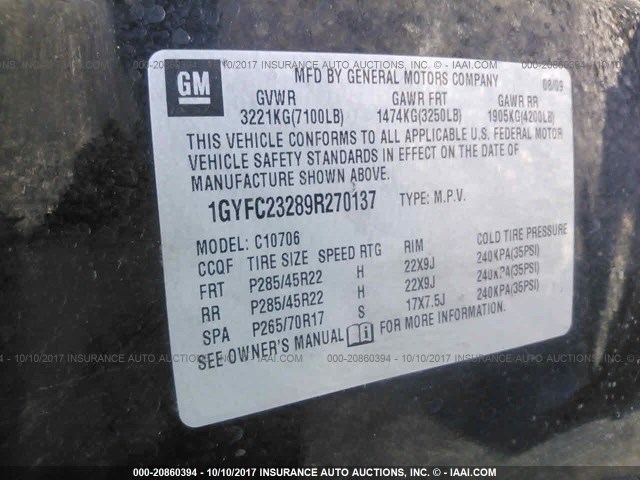 GM
MFD BY GENERAL MOTORS COMPANY 08/09
GVWR GAWR FRT GAWR RR
3221KG(7100LB) 1474KG(3250LB) 1905KG(4200LB)
THIS VEHICLE CONFORMS TO ALL APPLICABLE U.S. FEDERAL MOTOR
VEHICLE SAFETY STANDARDS IN EFFECT ON THE DATE OF
MANUFACTURE SHOWN ABOVE.
1GYFC23289R270137 TYPE: M.P.V.
MODEL: C10706
CCQF TIRE SIZE SPEED RTG RIM COLD TIRE PRESSURE
FRT P285/45R22 H 22X9J 240KPA(35PSI)
RR P285/45R22 H 22X9J 240KPA(35PSI)
SPA P265/70R17 S 17X7.5J 240KPA(35PSI)
SEE OWNER'S MANUAL FOR MORE INFORMATION.
000-20860394 - 10/10/2017 INSURANCE AUTO AUCTIONS, INC. - IAAI.COM